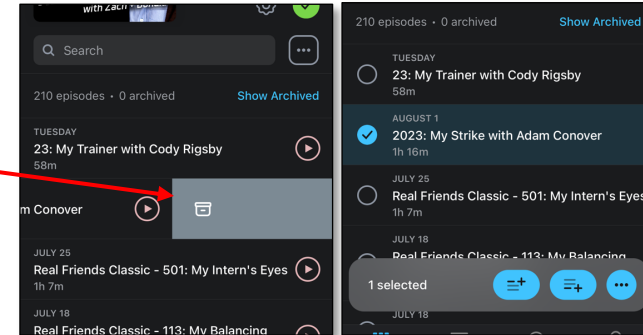 with Zach + Donald
Search
210 episodes • 0 archived Show Archived
TUESDAY
23: My Trainer with Cody Rigsby
58m
m Conover
JULY 25
Real Friends Classic - 501: My Intern's Eyes
1h 7m
JULY 18
Real Friends Classic - 113: My Balancing
210 episodes • 0 archived Show Archived
TUESDAY
23: My Trainer with Cody Rigsby
58m
AUGUST 1
2023: My Strike with Adam Conover
1h 16m
JULY 25
Real Friends Classic - 501: My Intern's Eyes
1h 7m
JULY 18
Real Friends Classic - 113: My Balancing
1 selected
JULY 18